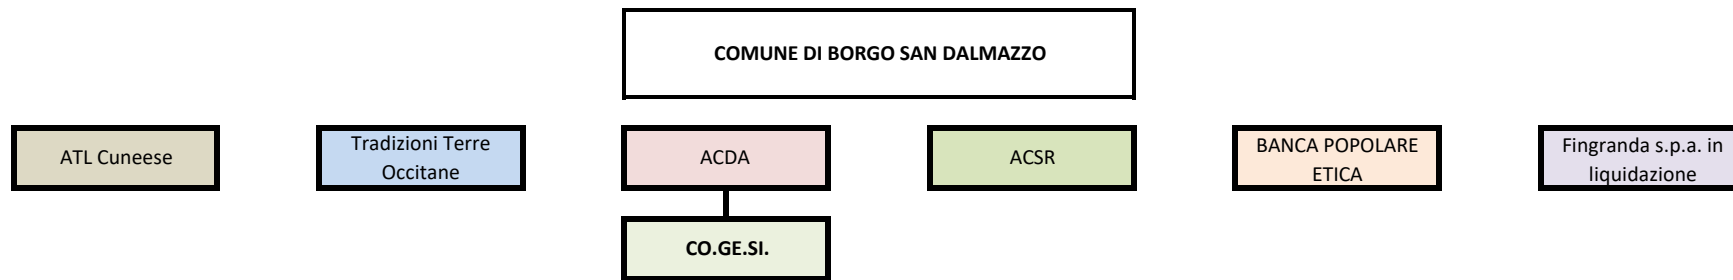 COMUNE DI BORGO SAN DALMAZZO
ATL Cuneese
Tradizioni Terre
Occitane
ACDA
ACSR
BANCA POPOLARE
ETICA
Fingranda s.p.a. in
liquidazione
CO.GE.SI.